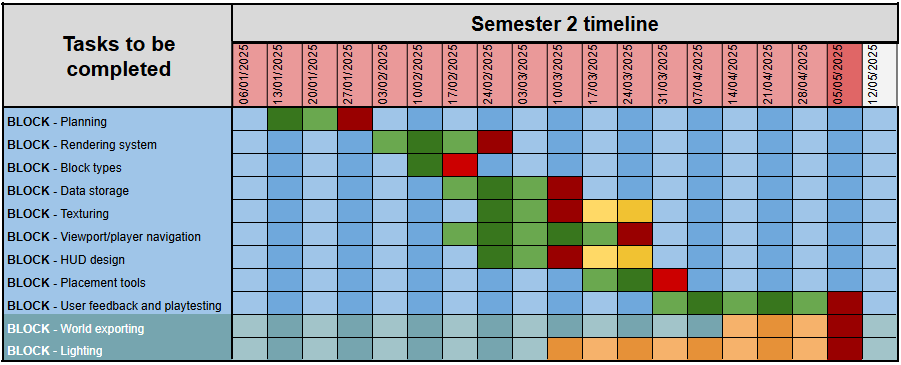 Tasks to be
completed
Semester 2 timeline
06/01/2025
13/01/2025
20/01/2025
27/01/2025
03/02/2025
10/02/2025
17/02/2025
24/02/2025
03/03/2025
10/03/2025
17/03/2025
24/03/2025
31/03/2025
07/04/2025
14/04/2025
21/04/2025
28/04/2025
05/05/2025
12/05/2025
BLOCK - Planning
BLOCK - Rendering system
BLOCK - Block types
BLOCK - Data storage
BLOCK - Texturing
BLOCK - Viewport/player navigation
BLOCK - HUD design
BLOCK - Placement tools
BLOCK - User feedback and playtesting
BLOCK - World exporting
BLOCK - Lighting